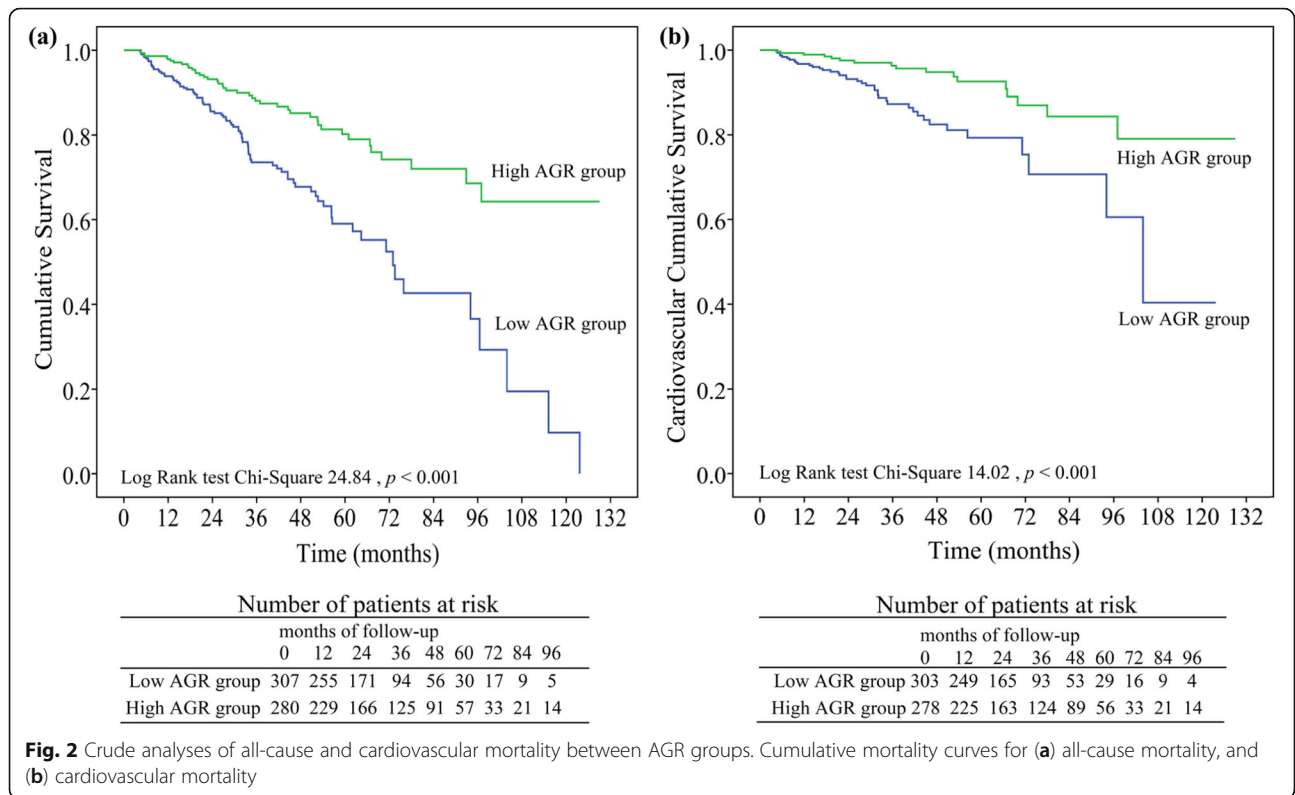 (a)
1.0
0.8
0.6
0.4
0.2
0.0
Cumulative Survival
High AGR group
Low AGR group
Log Rank test Chi-Square 24.84 , p < 0.001
0 12 24 36 48 60 72 84 96 108 120 132
Time (months)
Number of patients at risk
months of follow-up
0 12 24 36 48 60 72 84 96
Low AGR group 307 255 171 94 56 30 17 9 5
High AGR group 280 229 166 125 91 57 33 21 14
(b)
1.0
0.8
0.6
0.4
0.2
0.0
Cardiovascular Cumulative Survival
High AGR group
Low AGR group
Log Rank test Chi-Square 14.02 , p < 0.001
0 12 24 36 48 60 72 84 96 108 120 132
Time (months)
Number of patients at risk
months of follow-up
0 12 24 36 48 60 72 84 96
Low AGR group 303 249 165 93 53 29 16 9 4
High AGR group 278 225 163 124 89 56 33 21 14
Fig. 2 Crude analyses of all-cause and cardiovascular mortality between AGR groups. Cumulative mortality curves for (a) all-cause mortality, and
(b) cardiovascular mortality